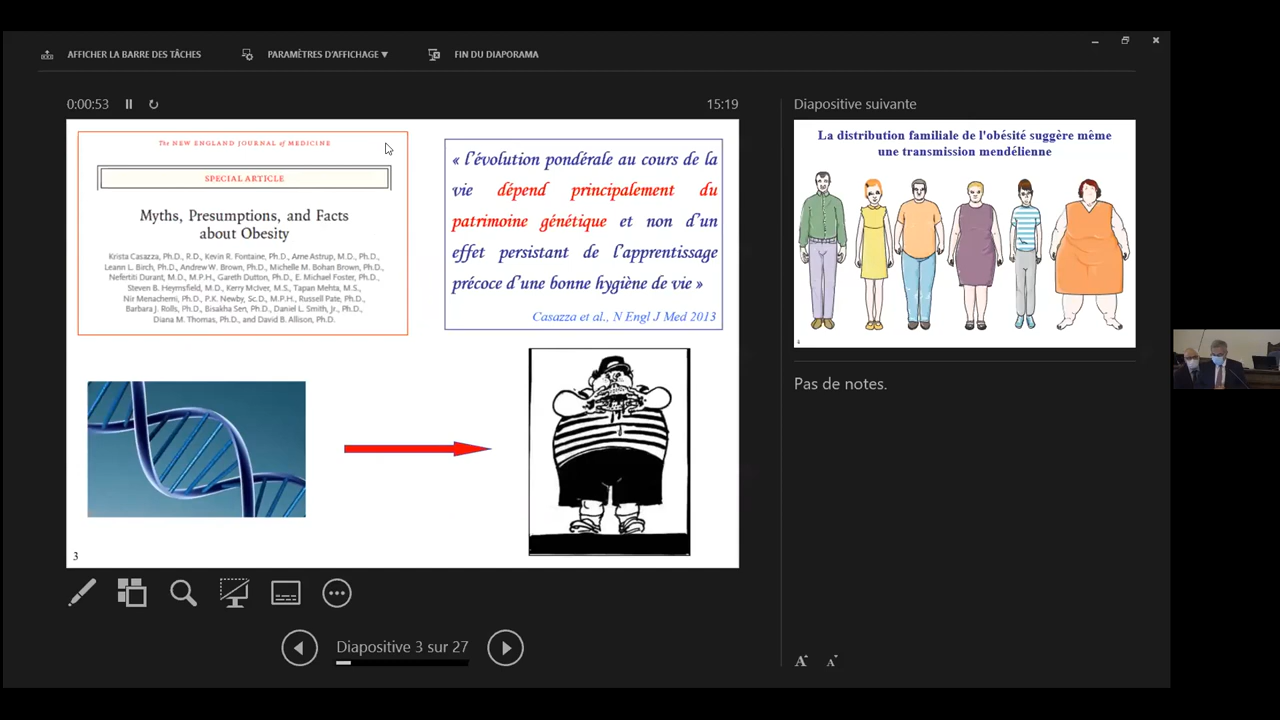 AFFICHER LA BARRE DES TÂCHES
PARAMÈTRES D'AFFICHAGE ▼
FIN DU DIAPORAMA
0:00:53
15:19
The NEW ENGLAND JOURNAL of MEDICINE
SPECIAL ARTICLE
Myths, Presumptions, and Facts
about Obesity
Krista Casazza, Ph.D., R.D., Kevin R. Fontaine, Ph.D., Arne Astrup, M.D., Ph.D.,
Leann L. Birch, Ph.D., Andrew W. Brown, Ph.D., Michelle M. Bohan Brown, Ph.D.,
Nefertiti Durant, M.D., M.P.H., Gareth Dutton, Ph.D., E. Michael Foster, Ph.D.,
Steven B. Heymsfield, M.D., Kerry McIver, M.S., Tapan Mehta, M.S.,
Nir Menachemi, Ph.D., P.K. Newby, Sc.D., M.P.H., Russell Pate, Ph.D.,
Barbara J. Rolls, Ph.D., Bisakha Sen, Ph.D., Daniel L. Smith, Jr., Ph.D.,
Diana M. Thomas, Ph.D., and David B. Allison, Ph.D.
« l'évolution pondérale au cours de la
vie dépend principalement du
patrimoine génétique et non d'un
effet persistant de l'apprentissage
précoce d'une bonne hygiène de vie »
Casazza et al., N Engl J Med 2013
3
Diapositive 3 sur 27
Diapositive suivante
La distribution familiale de l'obésité suggère même
une transmission mendélienne
Pas de notes.
A A